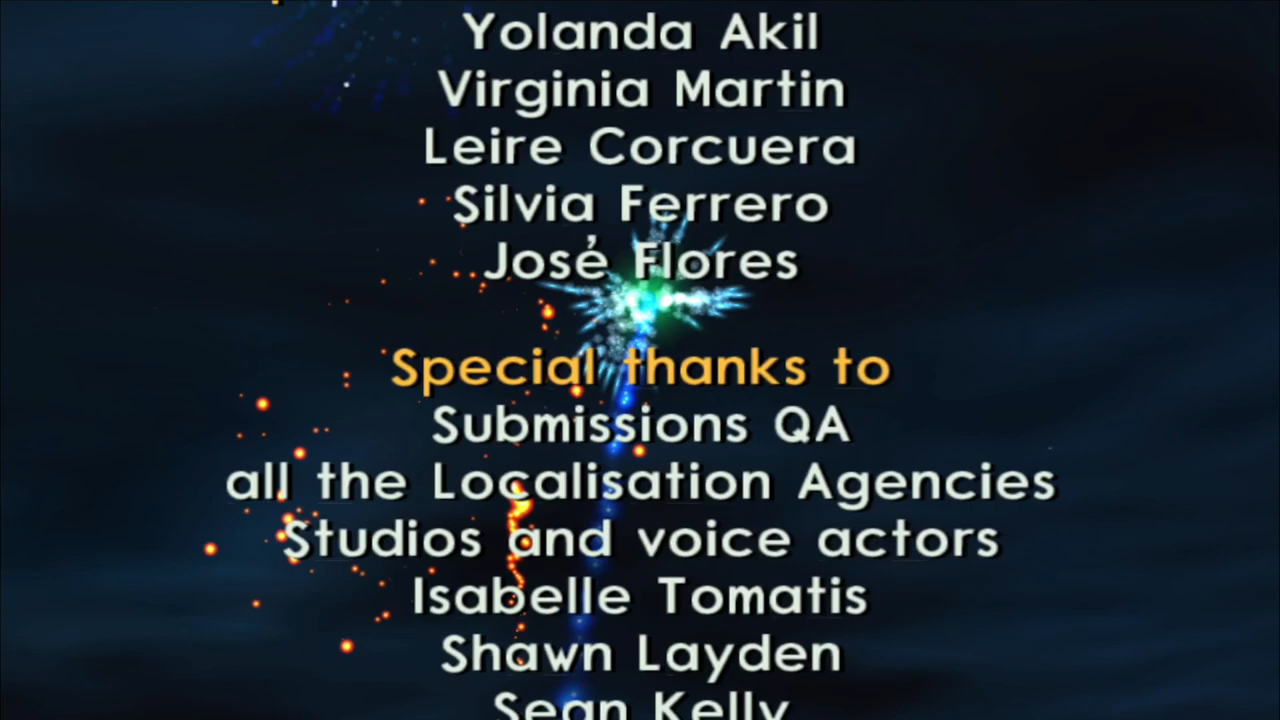 Yolanda Akil
Virginia Martin
Leire Corcuera
Silvia Ferrero
José Flores
Special thanks to
Submissions QA
all the Localisation Agencies
Studios and voice actors
Isabelle Tomatis
Shawn Layden
Sean Kelly